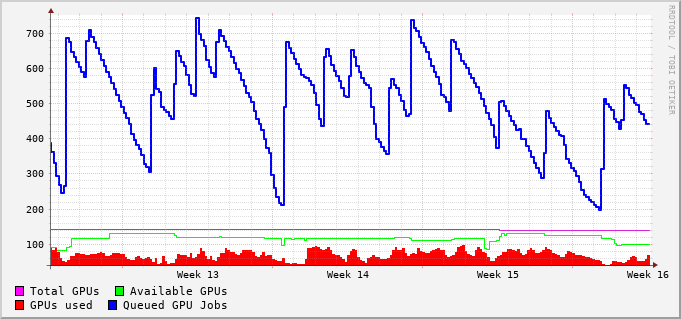 RRDTOOL / TOBI OETIKER
700
600
500
400
300
200
100
Week 13 Week 14 Week 15 Week 16
Total GPUs Available GPUs
GPUs used Queued GPU Jobs